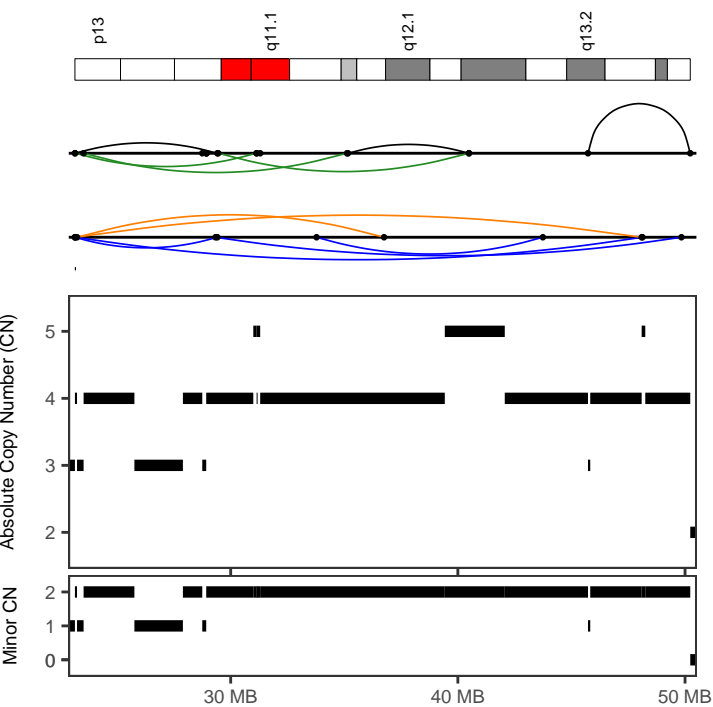 p13
q11.1
q12.1
q13.2
Absolute Copy Number (CN)
5
4
3
2
Minor CN
2
1
0
30 MB
40 MB
50 MB